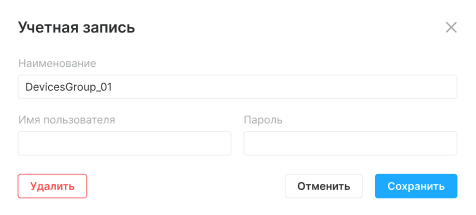 Учетная запись
Наименование
DevicesGroup_01
Имя пользователя Пароль
Удалить Отменить Сохранить